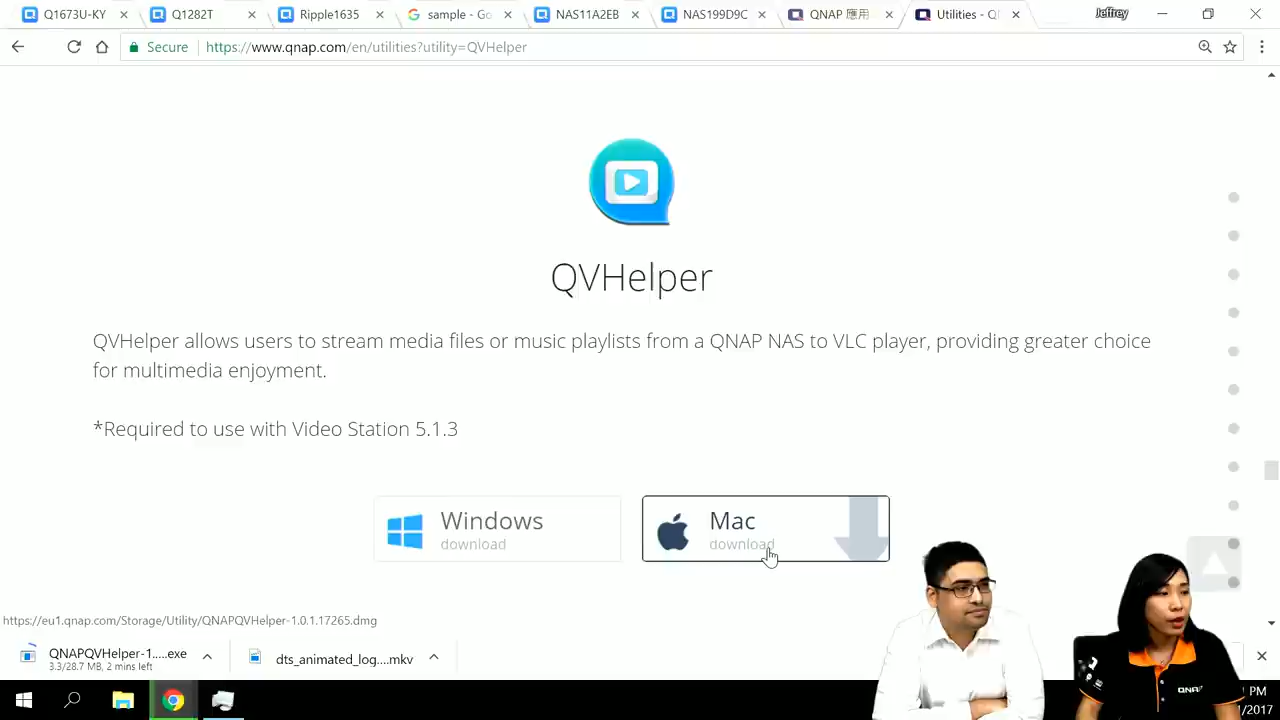 Q1673U-KY
Q1282T
Ripple1635
sample - Go
NAS11A2EB
NAS199D9C
QNAP 應用
Utilities - Q
Jeffrey
Secure
https://www.qnap.com/en/utilities?utility=QVHelper
QVHelper
QVHelper allows users to stream media files or music playlists from a QNAP NAS to VLC player, providing greater choice
for multimedia enjoyment.
*Required to use with Video Station 5.1.3
Windows
download
Mac
download
https://eu1.qnap.com/Storage/Utility/QNAPQVHelper-1.0.1.17265.dmg
QNAPQVHelper-1.....exe
3.3/28.7 MB, 2 mins left
dts_animated_log....mkv
QNAP
PM
/2017